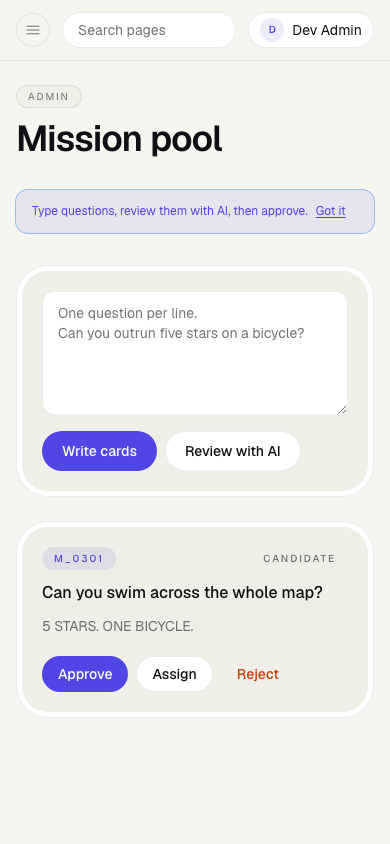 Search pages
D
Dev Admin
ADMIN
Mission pool
Type questions, review them with AI, then approve. Got it
One question per line.
Can you outrun five stars on a bicycle?
Write cards
Review with AI
M_0301
CANDIDATE
Can you swim across the whole map?
5 STARS. ONE BICYCLE.
Approve
Assign
Reject